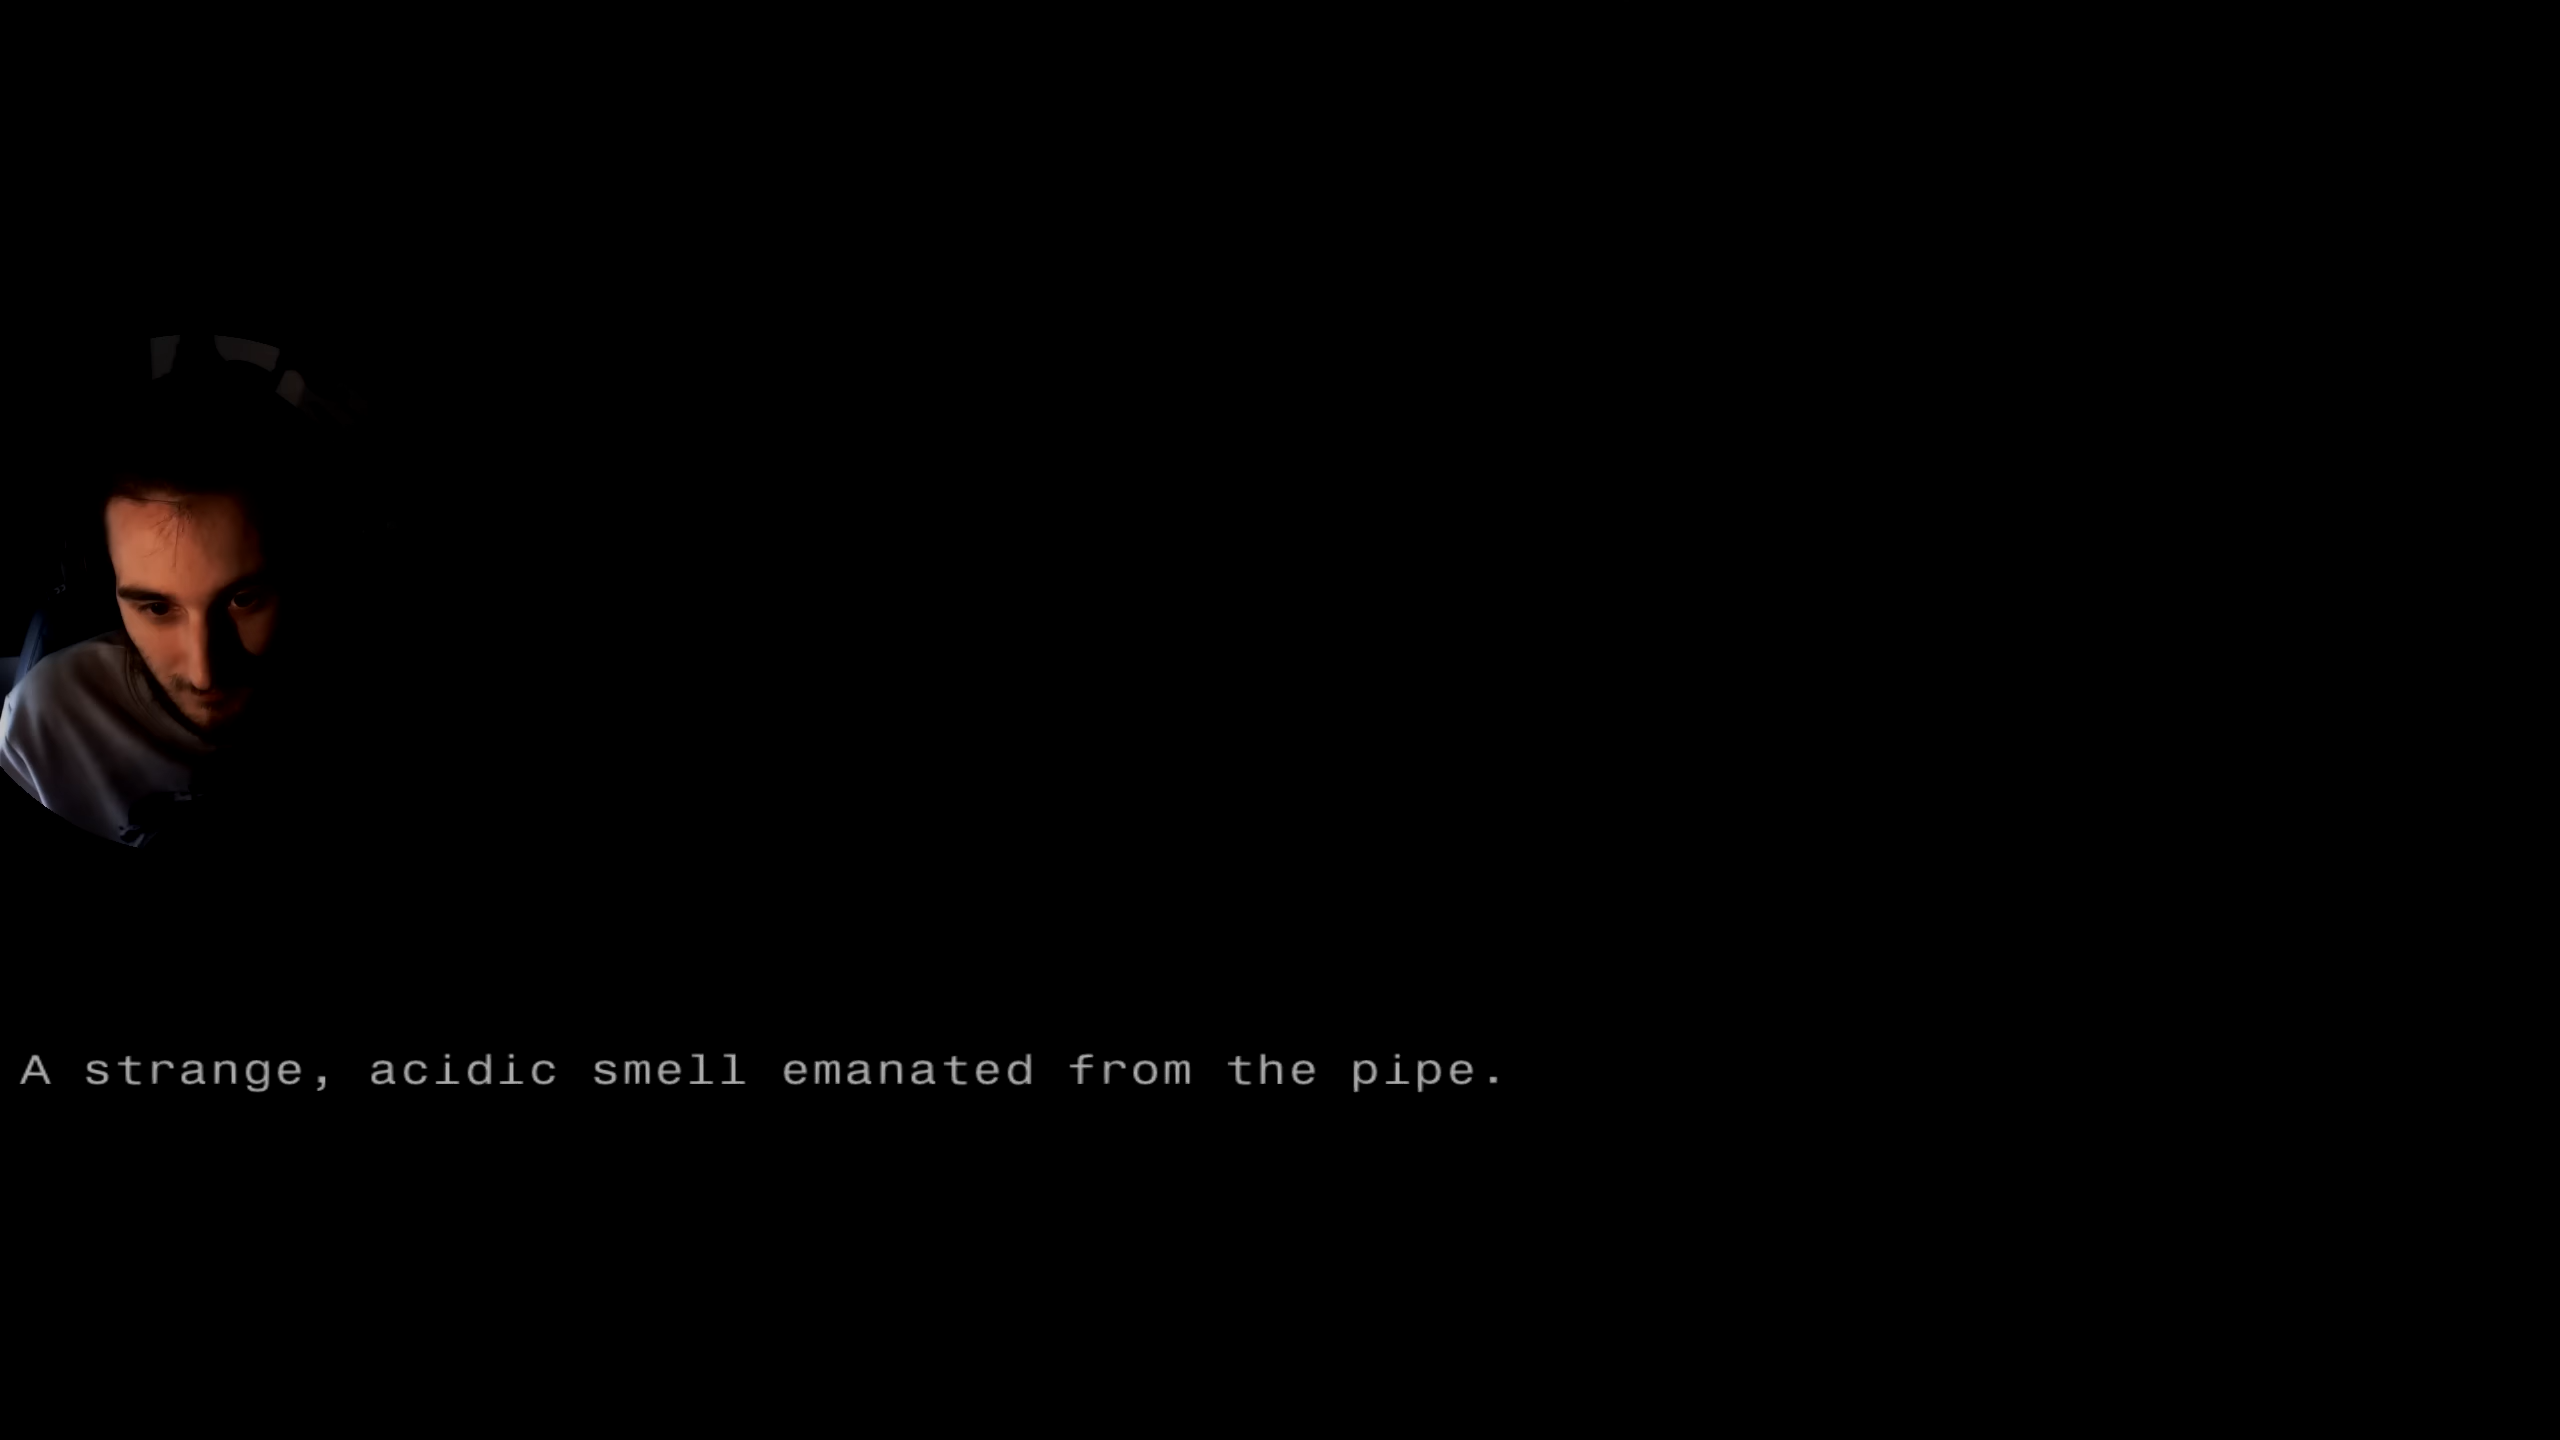 A strange, acidic smell emanated from the pipe.